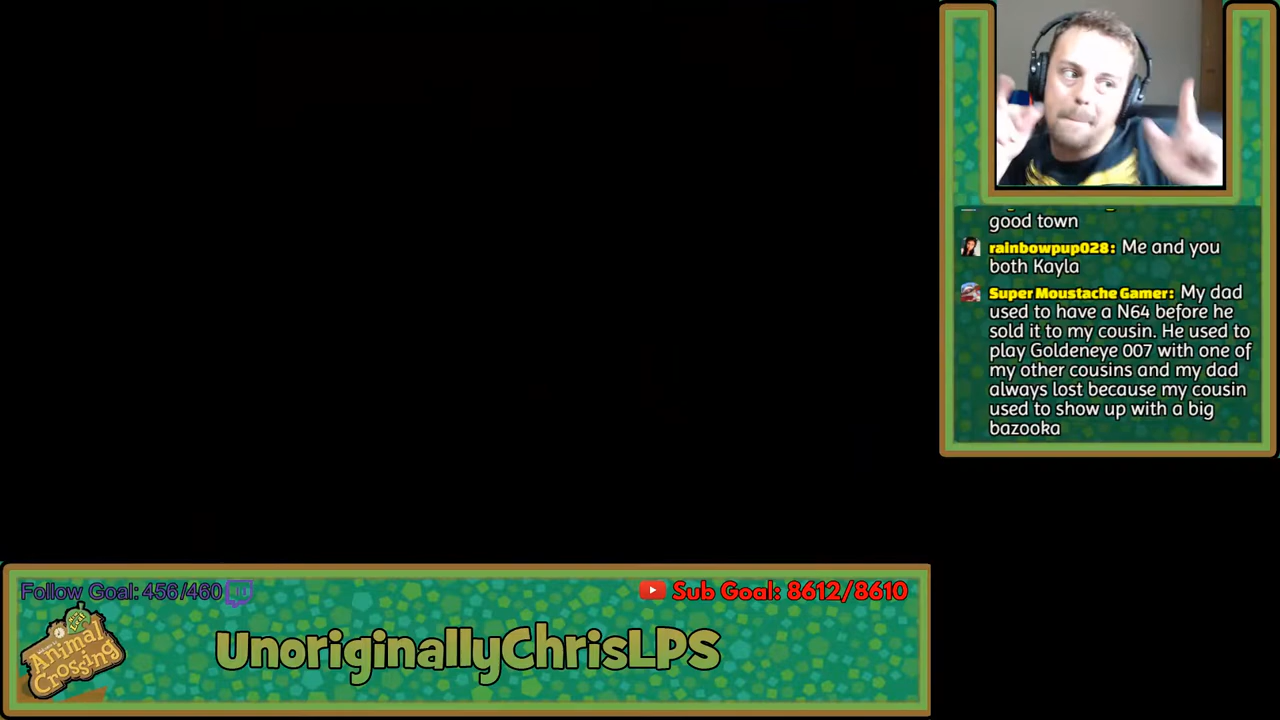 good town
rainbowpup028: Me and you
both Kayla
Super Moustache Gamer: My dad
used to have a N64 before he
sold it to my cousin. He used to
play Goldeneye 007 with one of
my other cousins and my dad
always lost because my cousin
used to show up with a big
bazooka
Follow Goal: 456/460
Sub Goal: 8612/8610
Animal
Crossing
UnoriginallyChrisLPS